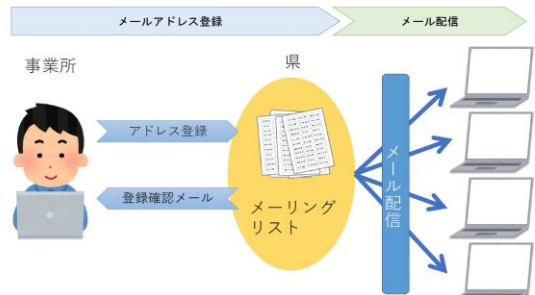 メールアドレス登録
メール配信
事業所
県
アドレス登録
登録確認メール
メーリング
リスト
メール配信